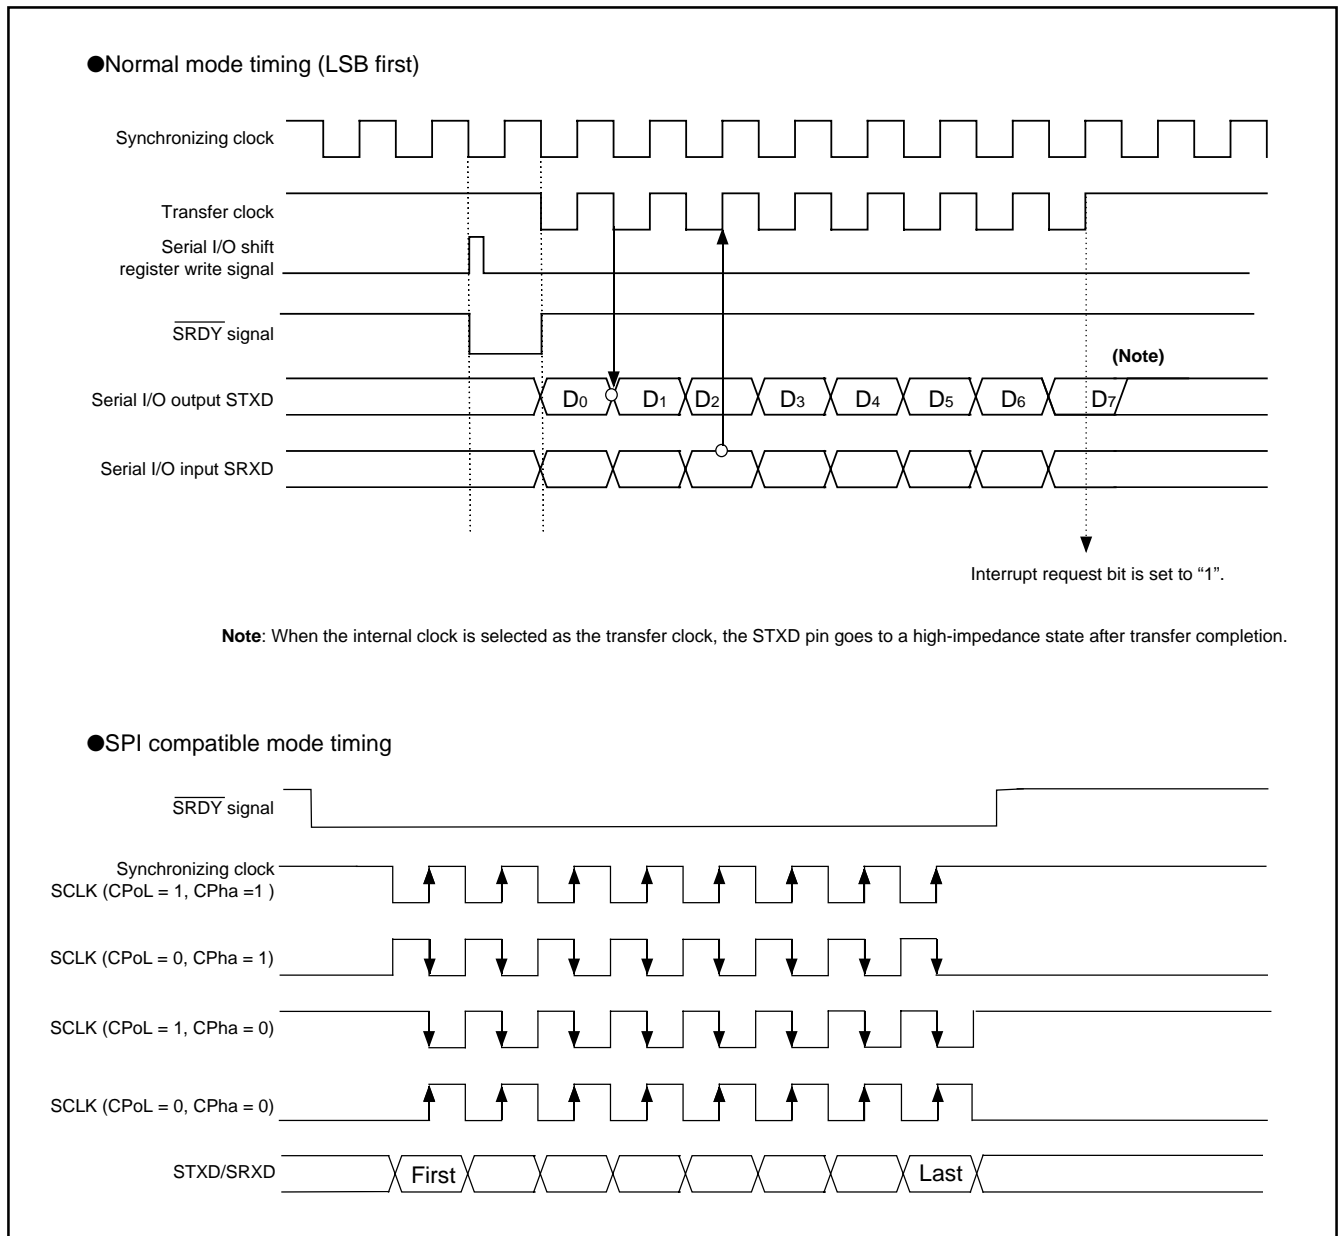 ●Normal mode timing (LSB first)
Synchronizing clock
Transfer clock
Serial I/O shift
register write signal
SRDY signal
(Note)
Serial I/O output STXD
D0 D1 D2 D3 D4 D5 D6 D7
Serial I/O input SRXD
Interrupt request bit is set to “1”.
Note: When the internal clock is selected as the transfer clock, the STXD pin goes to a high-impedance state after transfer completion.
●SPI compatible mode timing
SRDY signal
Synchronizing clock
SCLK (CPoL = 1, CPha =1 )
SCLK (CPoL = 0, CPha = 1)
SCLK (CPoL = 1, CPha = 0)
SCLK (CPoL = 0, CPha = 0)
STXD/SRXD
First
Last